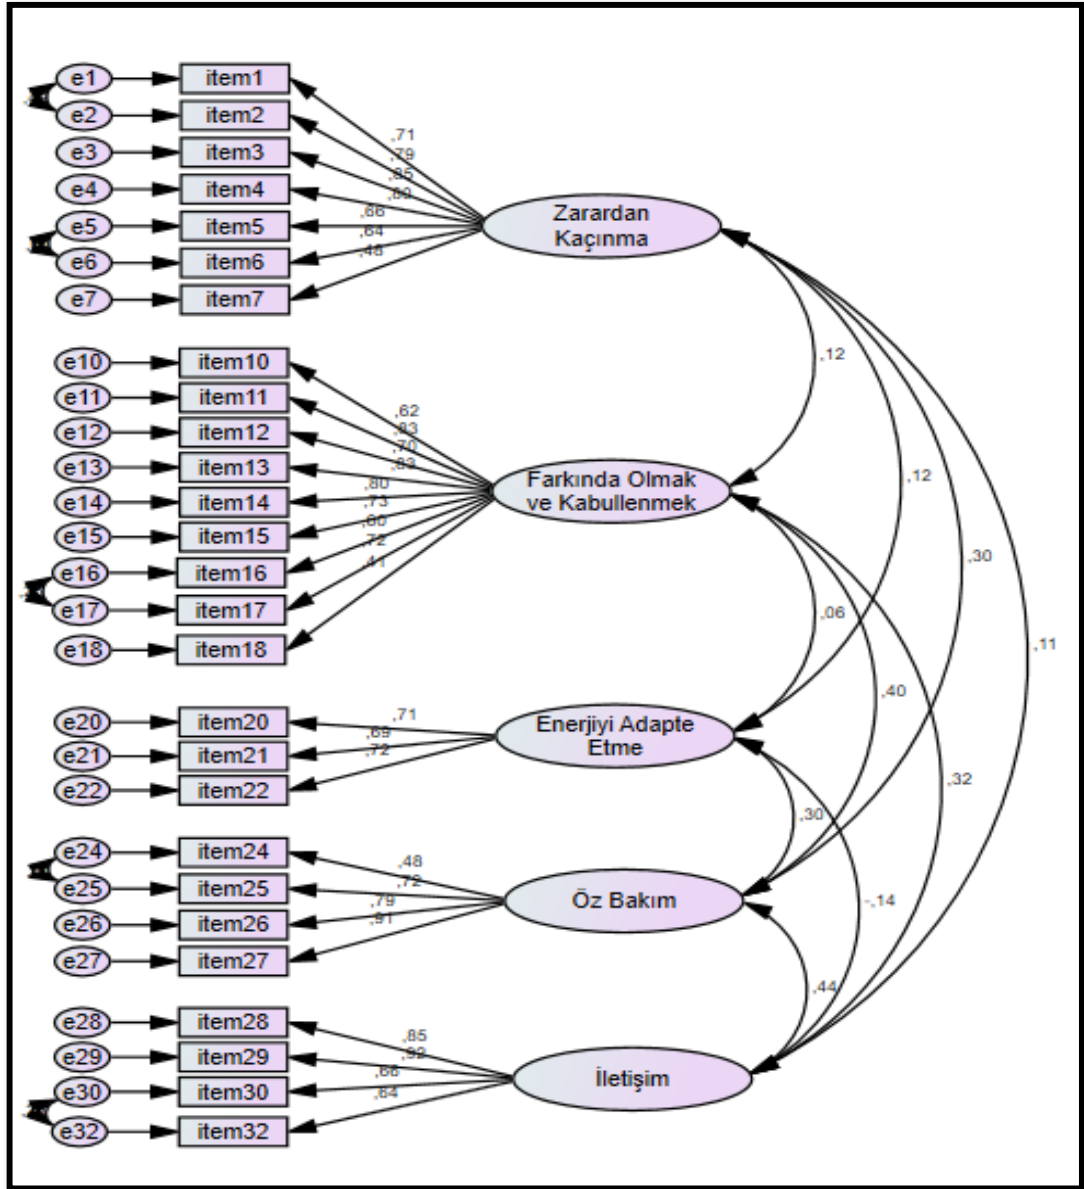 e1 item1
e2 item2
e3 item3
e4 item4
e5 item5
e6 item6
e7 item7
,71
,79
,85
,66
,64
,48
Zarardan
Kaçınma
e10 item10
e11 item11
e12 item12
e13 item13
e14 item14
e15 item15
e16 item16
e17 item17
e18 item18
,62
,83
,70
,83
,80
,73
,60
,72
,41
Farkında Olmak
ve Kabullenmek
e20 item20
e21 item21
e22 item22
,71
,69
,72
Enerjiyi Adapte
Etme
e24 item24
e25 item25
e26 item26
e27 item27
,48
,72
,79
,91
Öz Bakım
e28 item28
e29 item29
e30 item30
e32 item32
,85
,92
,66
,64
İletişim
,12
,12
,30
,11
,06
,40
,32
,30
-,14
,44